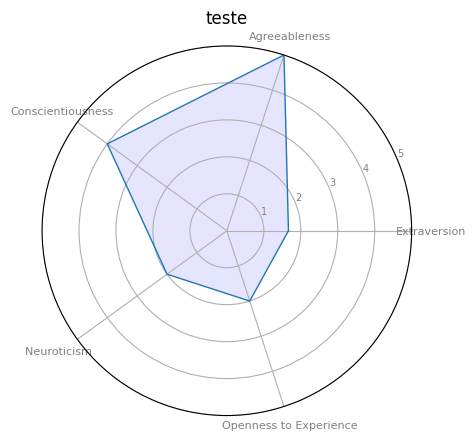 teste
Agreeableness
Conscientiousness
5
4
3
2
1
Extraversion
Neuroticism
Openness to Experience